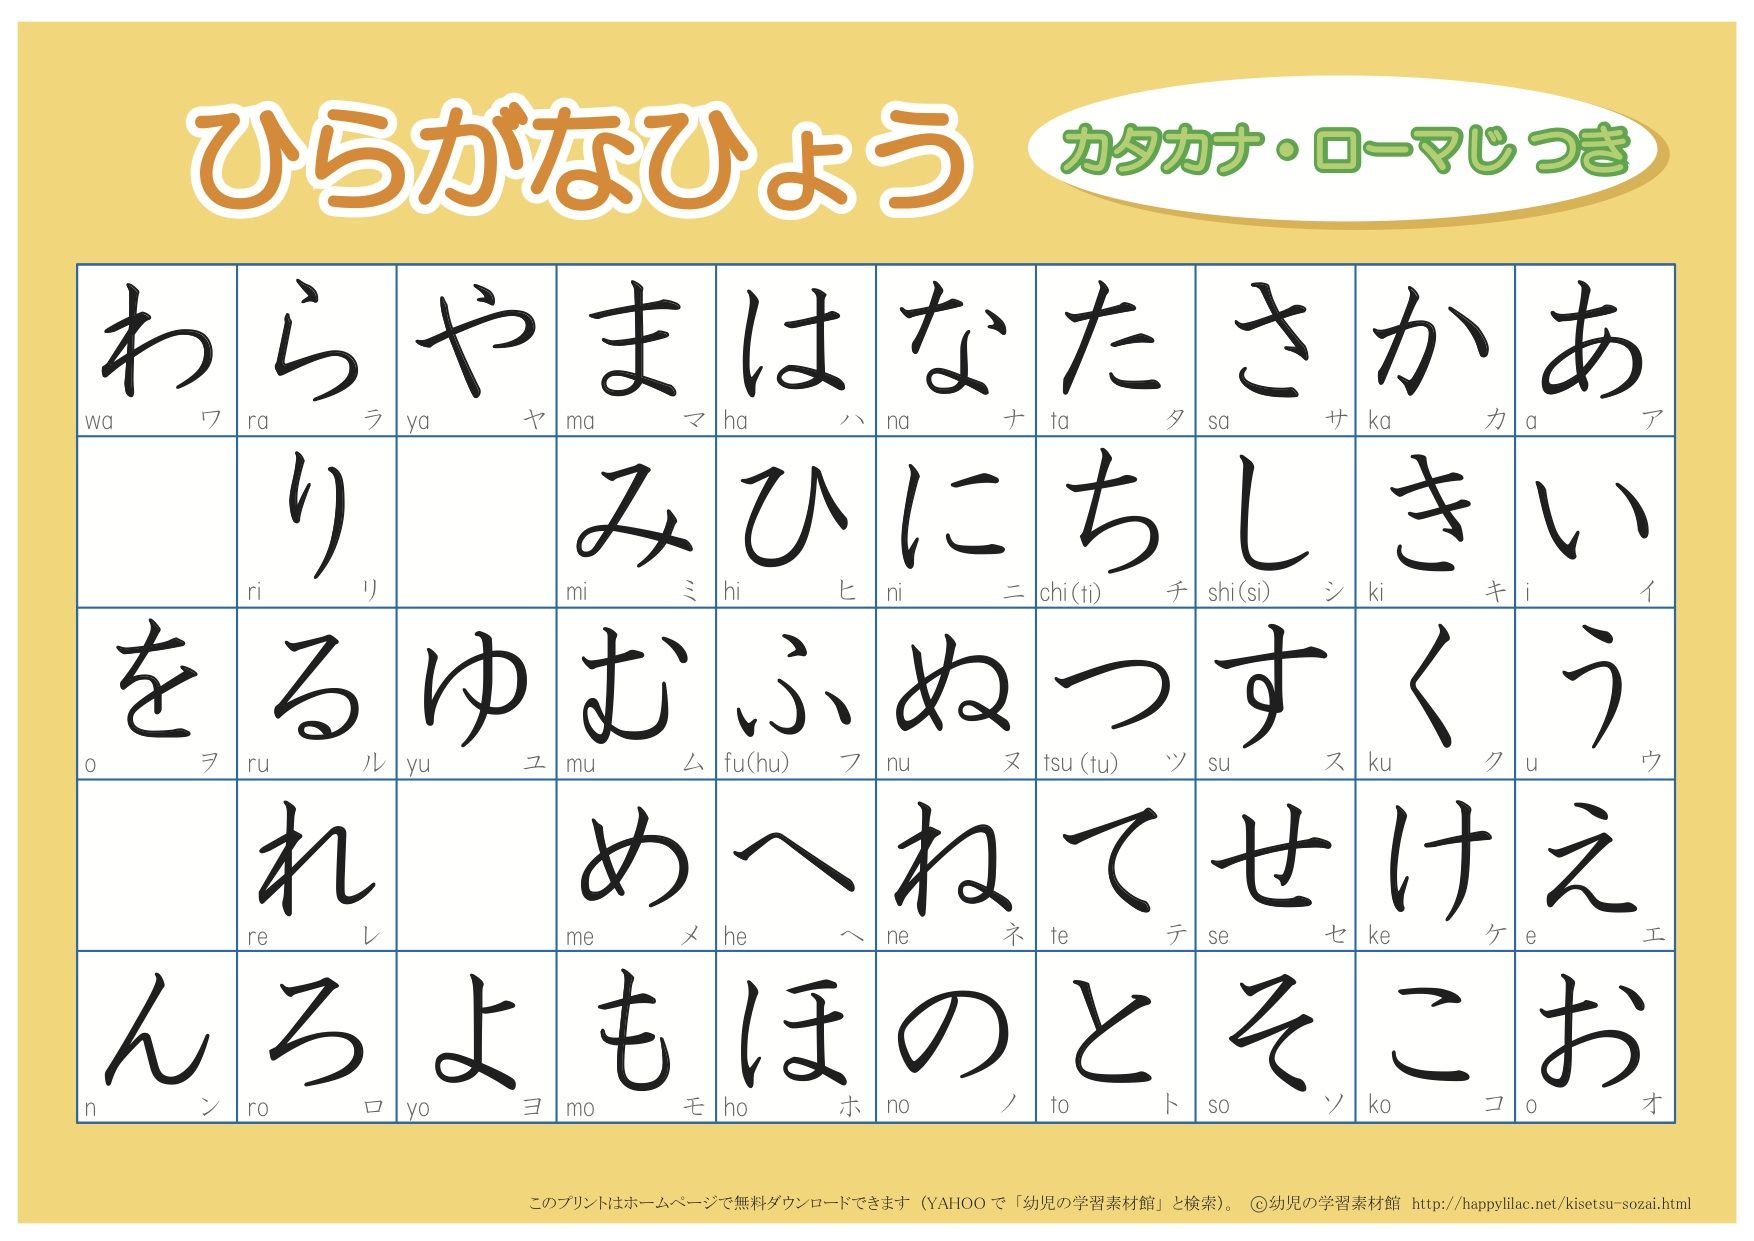 ひらがなひょう
カタカナ・ローマじ つき
わ ら や ま は な た さ か あ
wa ワ ra ラ ya ヤ ma マ ha ハ na ナ ta タ sa サ ka カ a ア
り み ひ に ち し き い
ri リ mi ミ hi ヒ ni ニ chi(ti) チ shi(si) シ ki キ i イ
を る ゆ む ふ ぬ つ す く う
o ヲ ru ル yu ユ mu ム fu(hu) フ nu ヌ tsu (tu) ツ su ス ku ク u ウ
れ め へ ね て せ け え
re レ me メ he ヘ ne ネ te テ se セ ke ケ e エ
ん ろ よ も ほ の と そ こ お
n ン ro ロ yo ヨ mo モ ho ホ no ノ to ト so ソ ko コ o オ
このプリントはホームページで無料ダウンロードできます（YAHOO で「幼児の学習素材館」と検索）。 ©幼児の学習素材館 http://happylilac.net/kisetsu-sozai.html